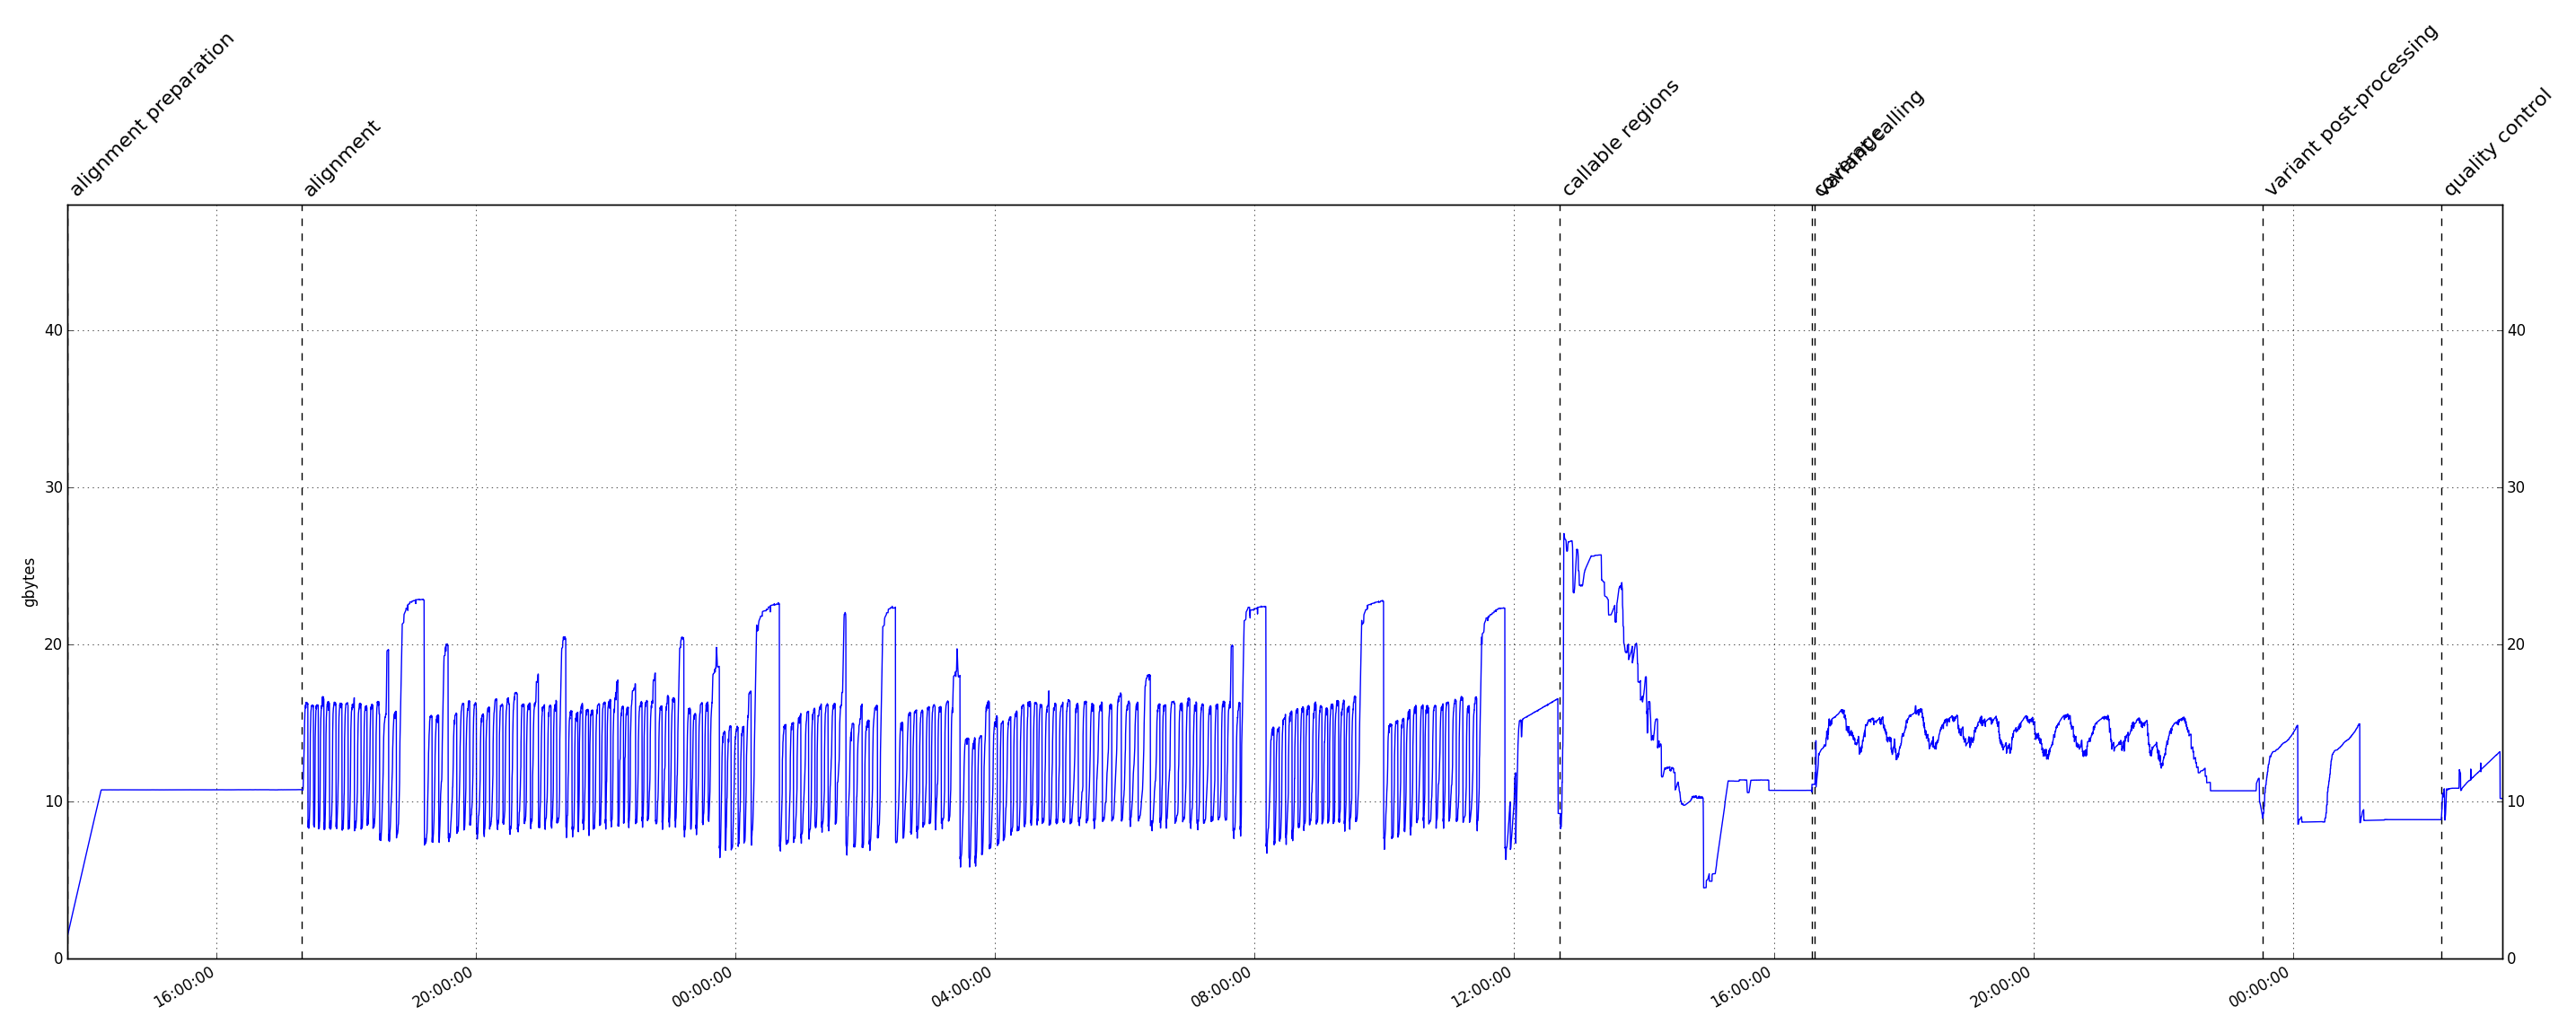 alignment preparation
alignment
callable regions
coverage
variant calling
variant post-processing
quality control
gbytes
40
30
20
10
0
40
30
20
10
0
16:00:00
20:00:00
00:00:00
04:00:00
08:00:00
12:00:00
16:00:00
20:00:00
00:00:00